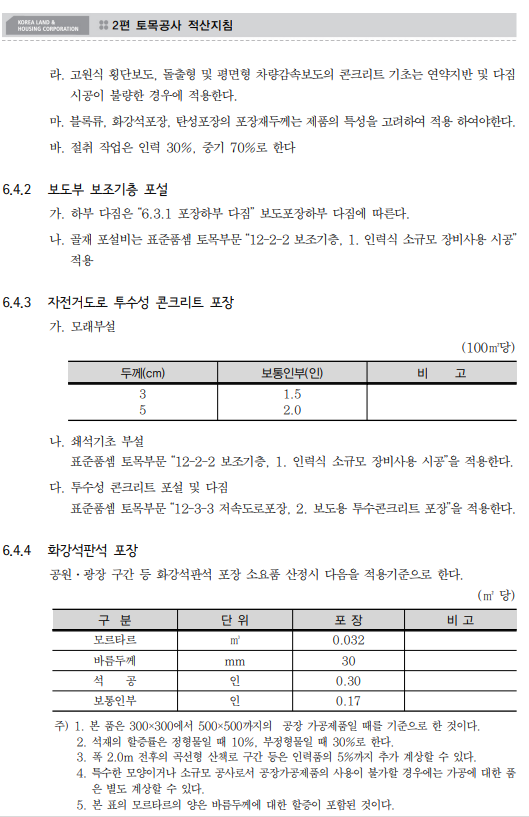 KOREA LAND &
HOUSING CORPORATION
2편 토목공사 적산지침
라. 고원식 횡단보도, 돌출형 및 평면형 차량감속보도의 콘크리트 기초는 연약지반 및 다짐
시공이 불량한 경우에 적용한다.
마. 블록류, 화강석포장, 탄성포장의 포장재두께는 제품의 특성을 고려하여 적용 하여야한다.
바. 절취 작업은 인력 30%, 중기 70%로 한다
6.4.2 보도부 보조기층 포설
가. 하부 다짐은 "6.3.1 포장하부 다짐" 보도포장하부 다짐에 따른다.
나. 골재 포설비는 표준품셈 토목부문 "12-2-2 보조기층, 1. 인력식 소규모 장비사용 시공"
적용
6.4.3 자전거도로 투수성 콘크리트 포장
가. 모래부설
(100㎡당)
두께(cm) 보통인부(인) 비 고
3 1.5
5 2.0
나. 쇄석기초 부설
표준품셈 토목부문 "12-2-2 보조기층, 1. 인력식 소규모 장비사용 시공"을 적용한다.
다. 투수성 콘크리트 포설 및 다짐
표준품셈 토목부문 "12-3-3 저속도로포장, 2. 보도용 투수콘크리트 포장"을 적용한다.
6.4.4 화강석판석 포장
공원·광장 구간 등 화강석판석 포장 소요품 산정시 다음을 적용기준으로 한다.
(㎡ 당)
구 분 단 위 포 장 비 고
모르타르 ㎥ 0.032
바름두께 mm 30
석 공 인 0.30
보통인부 인 0.17
주) 1. 본 품은 300×300에서 500×500까지의 공장 가공제품일 때를 기준으로 한 것이다.
2. 석재의 할증률은 정형물일 때 10%, 부정형물일 때 30%로 한다.
3. 폭 2.0m 전후의 곡선형 산책로 구간 등은 인력품의 5%까지 추가 계상할 수 있다.
4. 특수한 모양이거나 소규모 공사로서 공장가공제품의 사용이 불가할 경우에는 가공에 대한 품
은 별도 계상할 수 있다.
5. 본 표의 모르타르의 양은 바름두께에 대한 할증이 포함된 것이다.